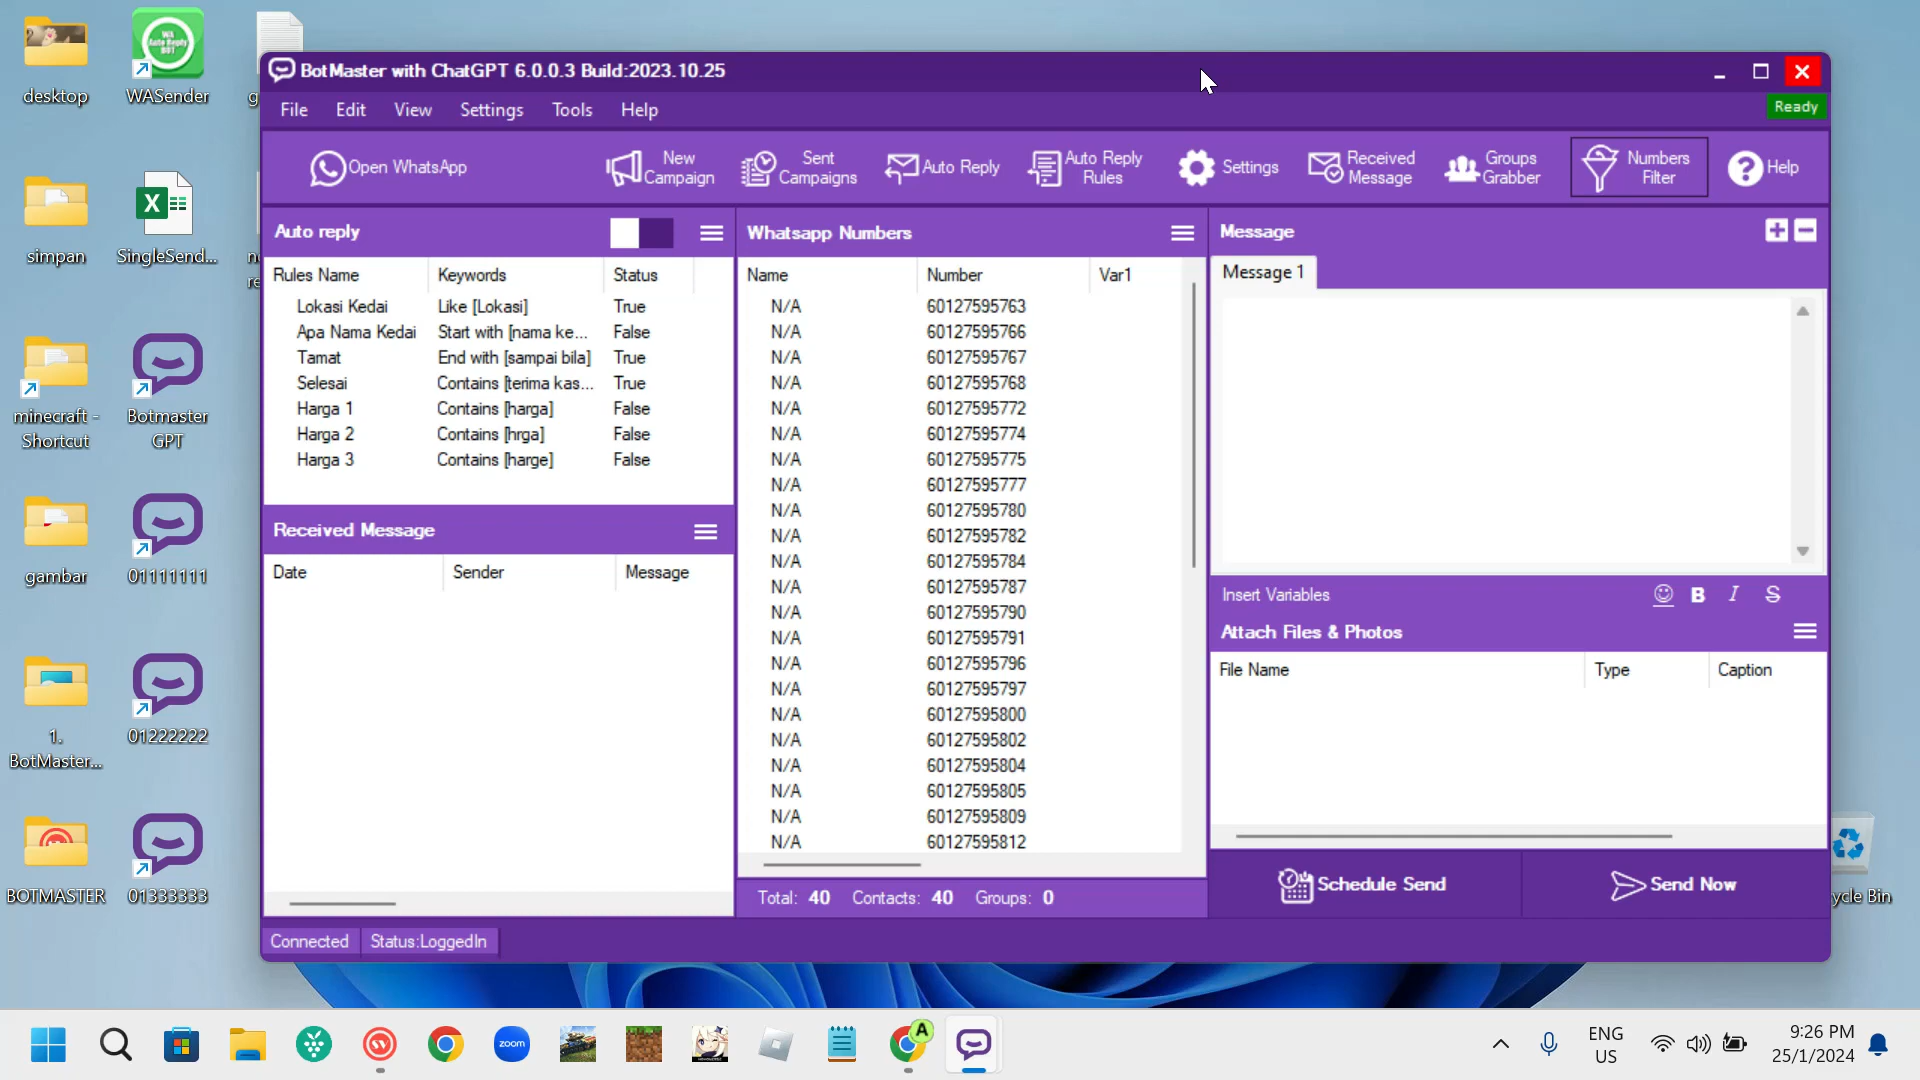 desktop
WASender
WA
Auto Reply
BOT
simpan
SingleSend...
minecraft -
Shortcut
Botmaster
GPT
gambar
01111111
1.
BotMaster...
01222222
BOTMASTER
01333333
ycle Bin
BotMaster with ChatGPT 6.0.0.3 Build:2023.10.25
File Edit View Settings Tools Help
Ready
Open WhatsApp
New
Campaign
Sent
Campaigns
Auto Reply
Auto Reply
Rules
Settings
Received
Message
Groups
Grabber
Numbers
Filter
Help
Auto reply
Rules Name Keywords Status
Lokasi Kedai Like [Lokasi] True
Apa Nama Kedai Start with [nama ke... False
Tamat End with [sampai bila] True
Selesai Contains [terima kas... True
Harga 1 Contains [harga] False
Harga 2 Contains [hrga] False
Harga 3 Contains [harge] False
Received Message
Date Sender Message
Whatsapp Numbers
Name Number Var1
N/A 60127595763
N/A 60127595766
N/A 60127595767
N/A 60127595768
N/A 60127595772
N/A 60127595774
N/A 60127595775
N/A 60127595777
N/A 60127595780
N/A 60127595782
N/A 60127595784
N/A 60127595787
N/A 60127595790
N/A 60127595791
N/A 60127595796
N/A 60127595797
N/A 60127595800
N/A 60127595802
N/A 60127595804
N/A 60127595805
N/A 60127595809
N/A 60127595812
Total: 40 Contacts: 40 Groups: 0
Message
Message 1
Insert Variables
B I S
Attach Files & Photos
File Name Type Caption
Schedule Send
Send Now
Connected Status:LoggedIn
zoom
A
ENG
US
9:26 PM
25/1/2024